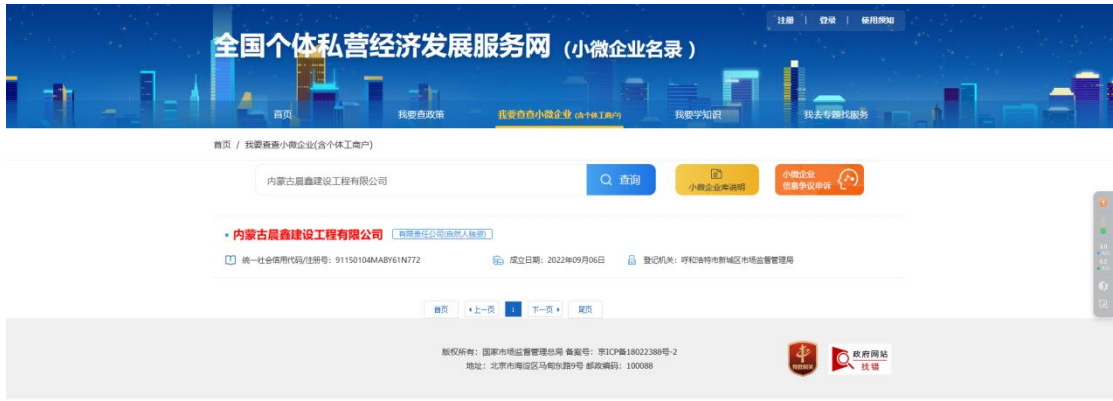 注册 | 登录 | 使用须知
全国个体私营经济发展服务网（小微企业名录 ）
首页 我要查政策 我要查查小微企业 (含个体工商户) 我要学知识 我去专题找服务
首页 / 我要查查小微企业(含个体工商户)
内蒙古晨鑫建设工程有限公司 查询 小微企业库说明 小微企业
信息争议申诉
• 内蒙古晨鑫建设工程有限公司 有限责任公司(自然人独资)
统一社会信用代码/注册号：91150104MABY61N772 成立日期：2022年09月06日 登记机关：呼和浩特市新城区市场监督管理局
首页 上一页 1 下一页 尾页
版权所有：国家市场监督管理总局 备案号：京ICP备18022388号-2
地址：北京市海淀区马甸东路9号 邮政编码：100088
政府网站
找错